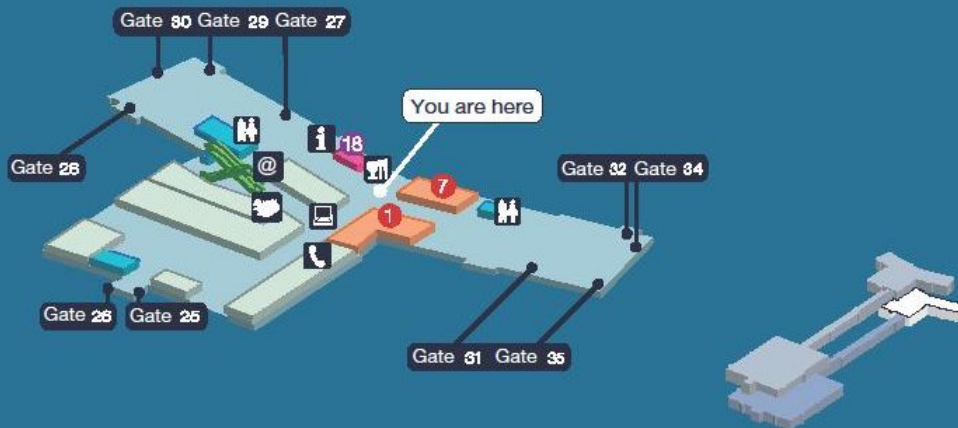 Gate 30 Gate 29 Gate 27
You are here
i
18
@
Gate 28
7
Gate 32 Gate 34
1
Gate 26 Gate 25
Gate 31 Gate 35